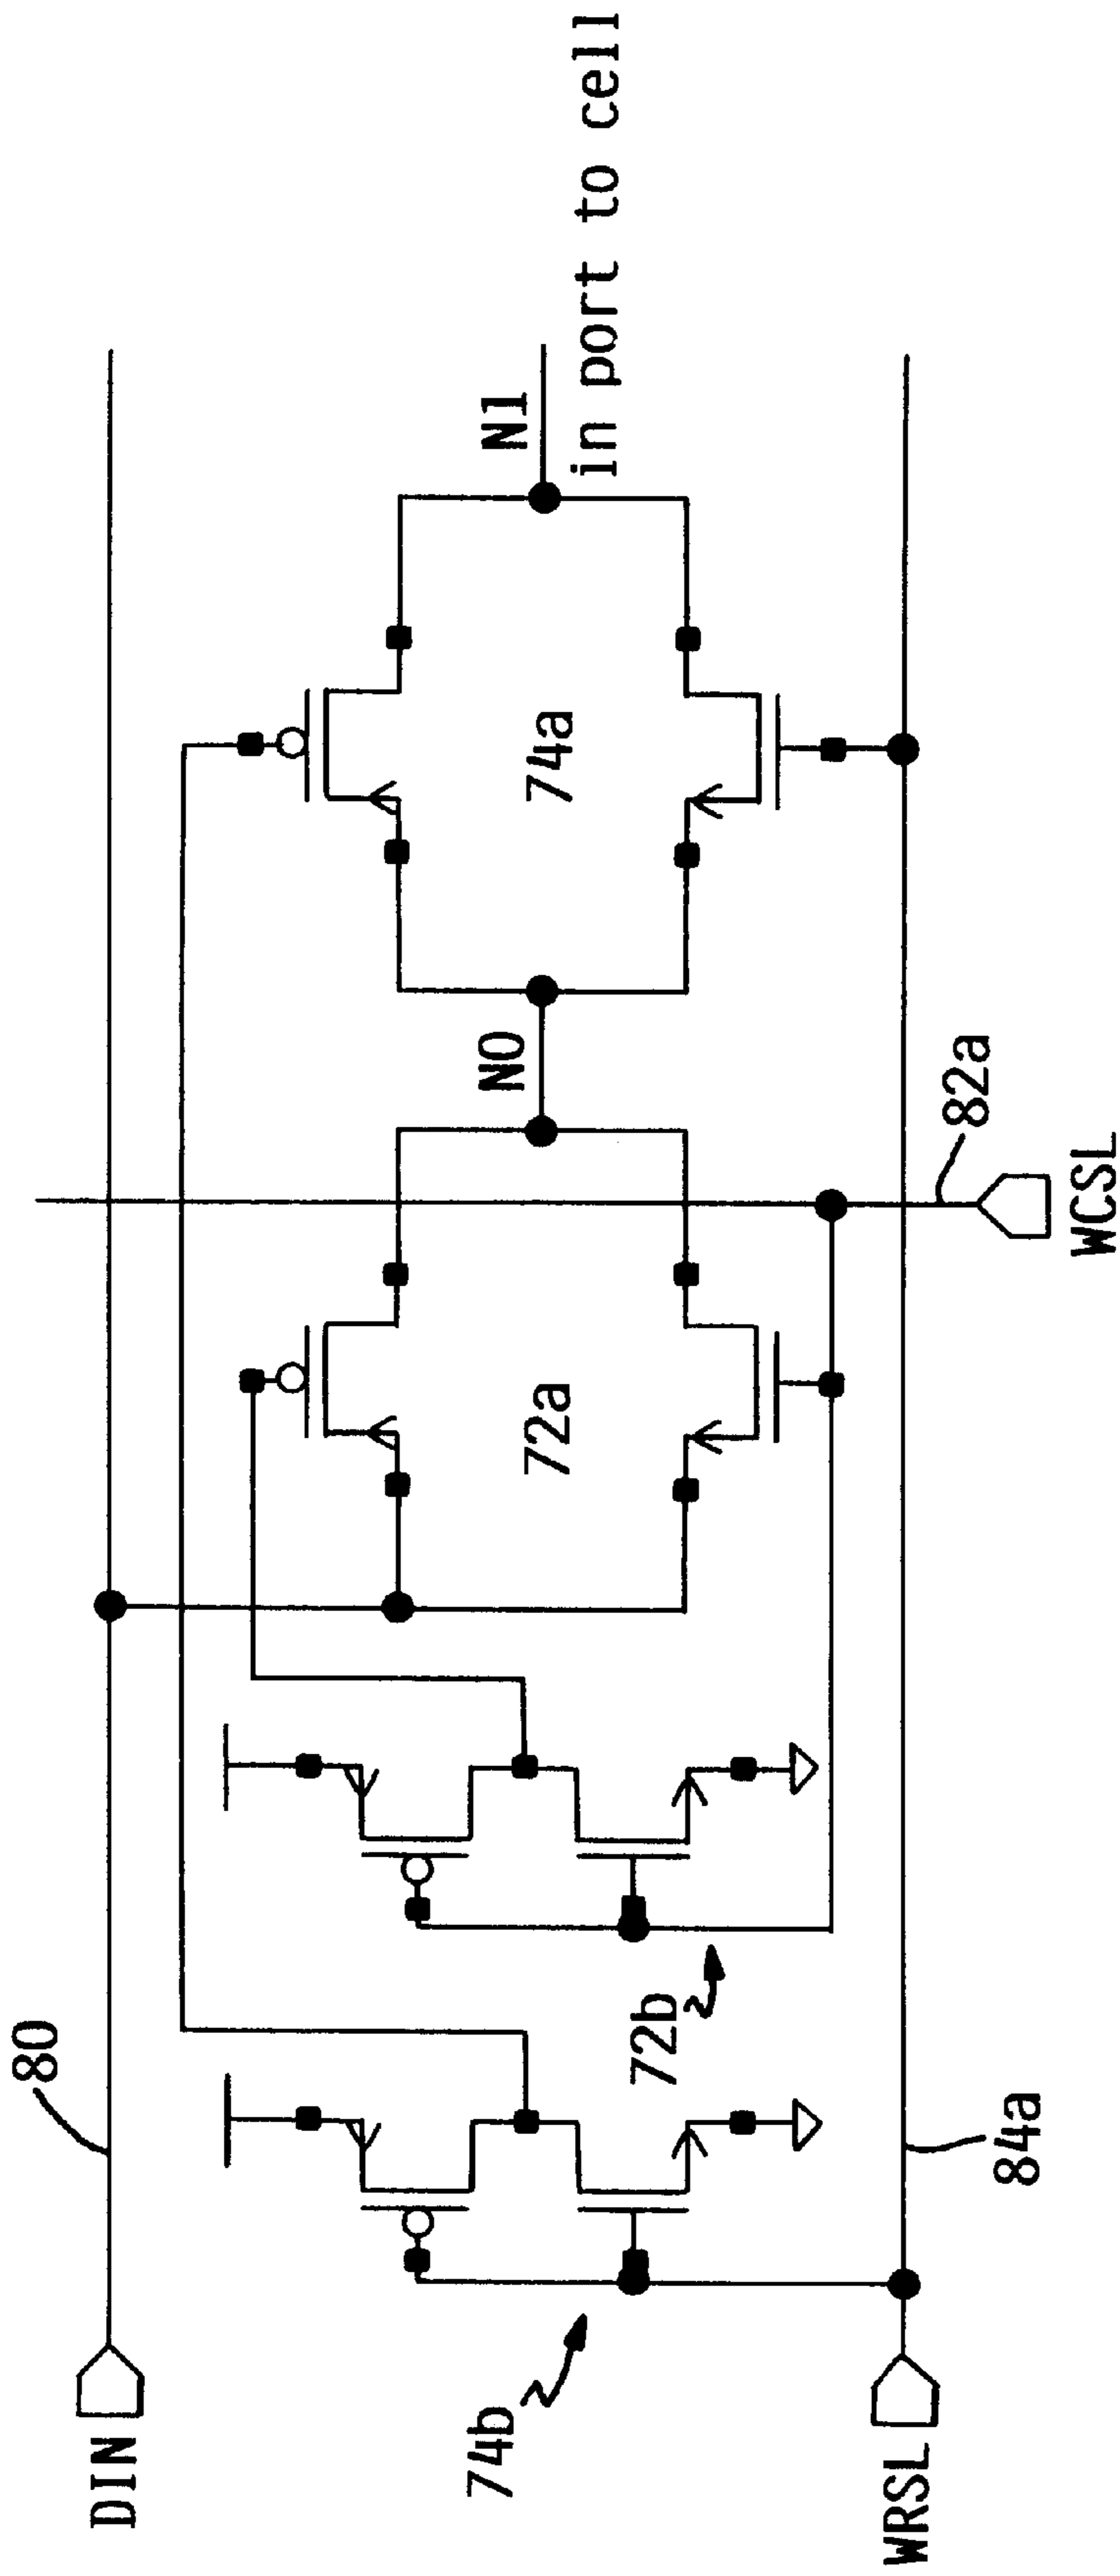 DIN
80
N1
in port to cell
74a
N0
72a
72b
74b
82a
WCSL
84a
WRSL